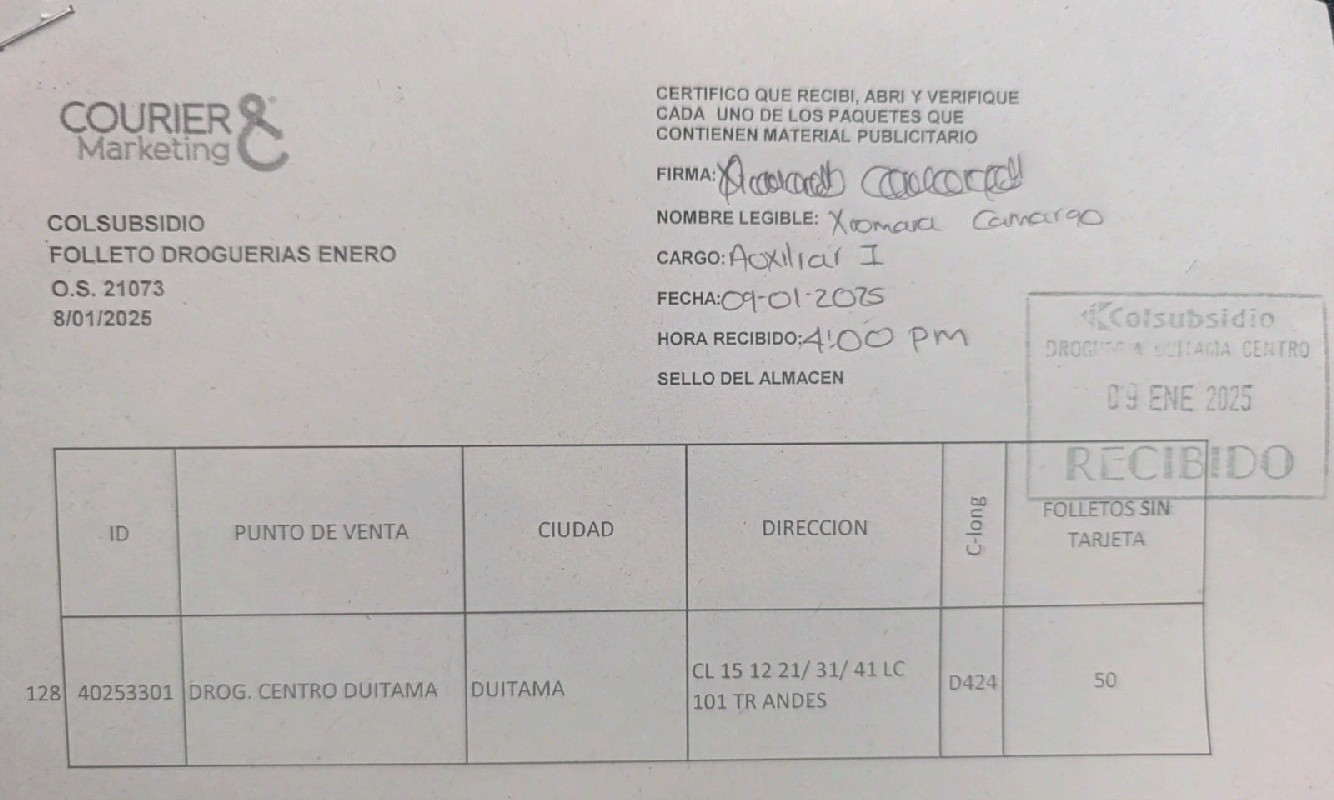 COURIER &
Marketing
COLSUBSIDIO
FOLLETO DROGUERIAS ENERO
O.S. 21073
8/01/2025
CERTIFICO QUE RECIBI, ABRI Y VERIFIQUE
CADA UNO DE LOS PAQUETES QUE
CONTIENEN MATERIAL PUBLICITARIO
FIRMA:
NOMBRE LEGIBLE: Xiomara Camargo
CARGO: Auxiliar I
FECHA: 09-01-2025
HORA RECIBIDO: 4:00 pm
SELLO DEL ALMACEN
Colsubsidio
DROGUERIA DUITAMA CENTRO
09 ENE 2025
RECIBIDO
ID PUNTO DE VENTA CIUDAD DIRECCION C-long FOLLETOS SIN
TARJETA
128 40253301 DROG. CENTRO DUITAMA DUITAMA CL 15 12 21/ 31/ 41 LC
101 TR ANDES D424 50